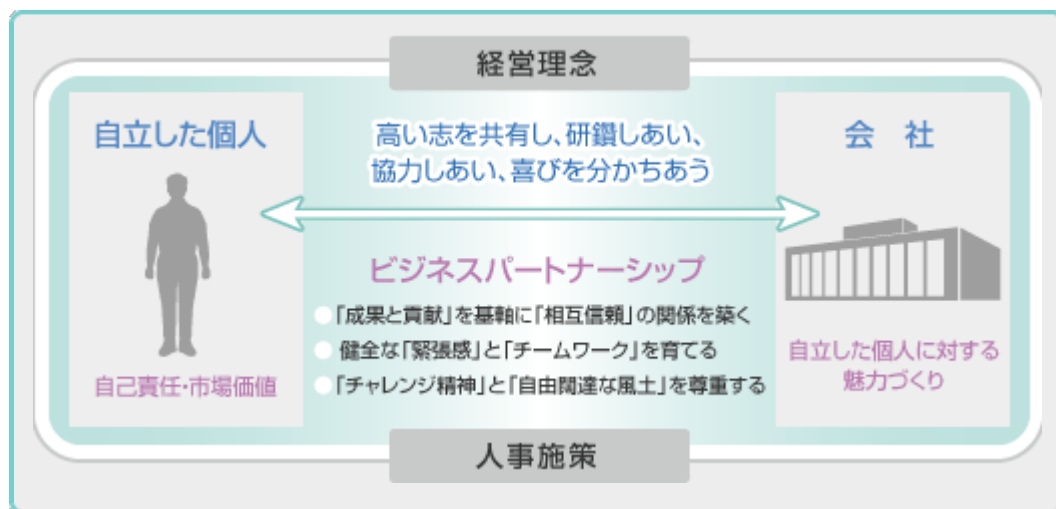 経営理念
自立した個人
高い志を共有し、研鑽しあい、
協力しあい、喜びを分かちあう
会 社
ビジネスパートナーシップ
「成果と貢献」を基軸に「相互信頼」の関係を築く
健全な「緊張感」と「チームワーク」を育てる
「チャレンジ精神」と「自由闊達な風土」を尊重する
自己責任・市場価値
自立した個人に対する
魅力づくり
人事施策